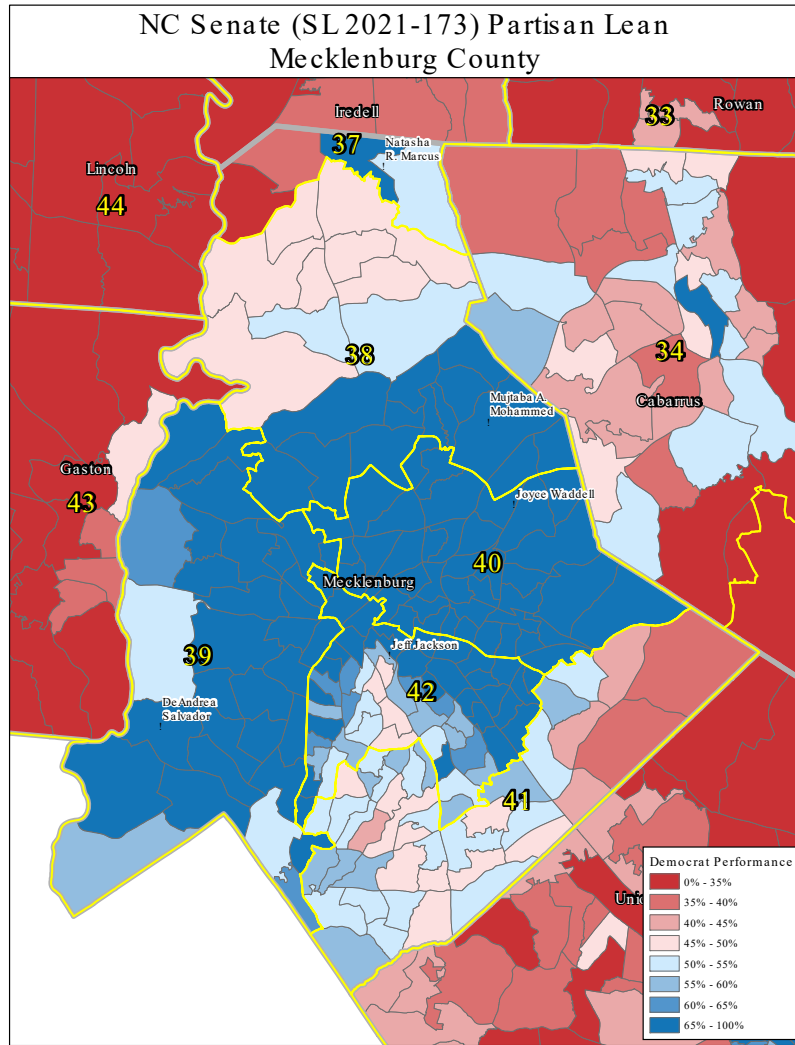 NC Senate (SL 2021-173) Partisan Lean
Mecklenburg County
Iredell
33
Rowan
37
Natasha
R. Marcus
Lincoln
44
38
34
Mujtaba A.
Mohammed
Cabarrus
Gaston
43
Joyce Waddell
40
Mecklenburg
39
Jeff Jackson
42
DeAndrea
Salvador
41
Democrat Performance
0% - 35%
35% - 40%
40% - 45%
45% - 50%
50% - 55%
55% - 60%
60% - 65%
65% - 100%